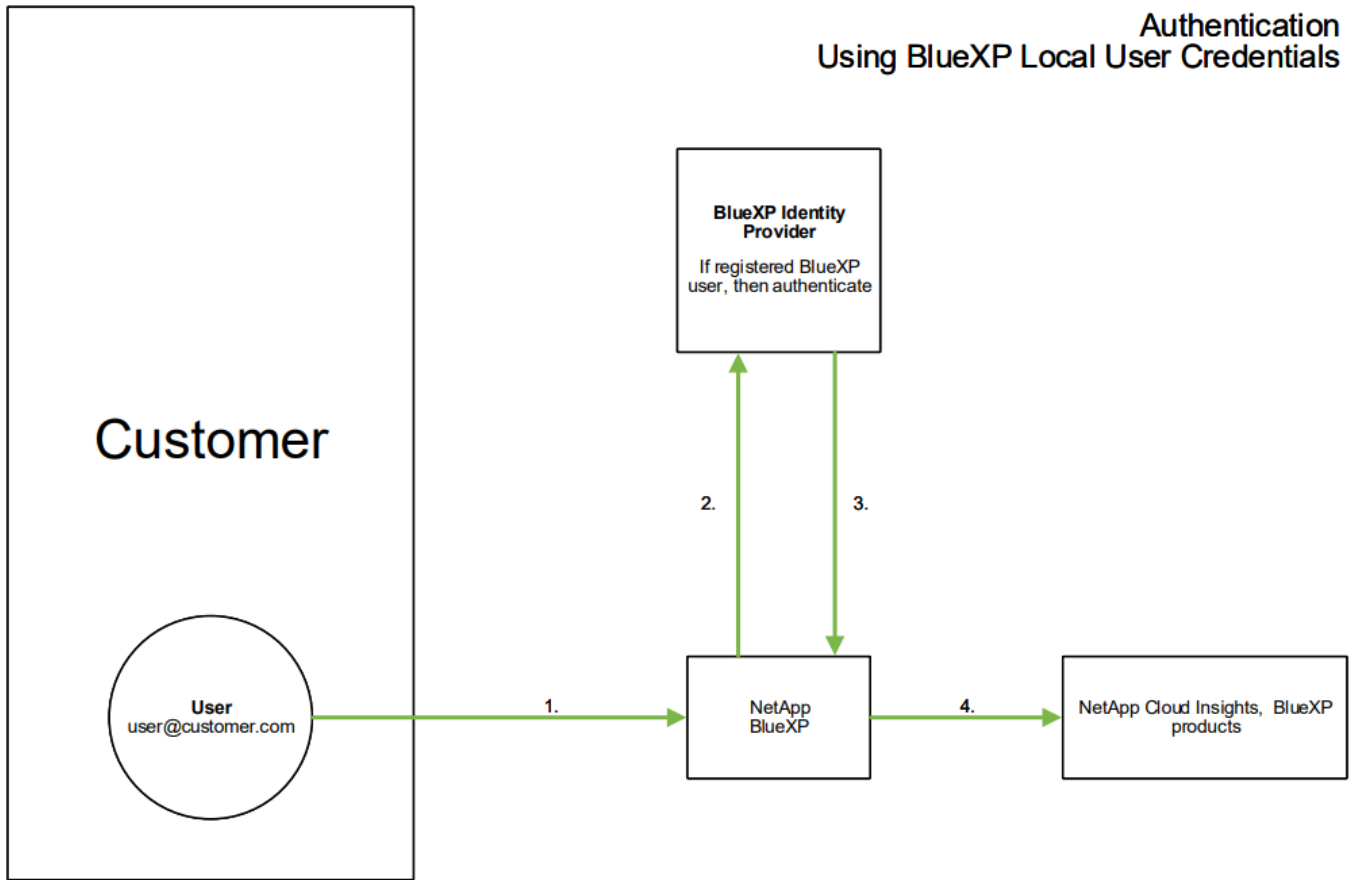 Authentication
Using BlueXP Local User Credentials
BlueXP Identity
Provider
If registered BlueXP
user, then authenticate
Customer
2.
3.
User
user@customer.com
1.
NetApp
BlueXP
4.
NetApp Cloud Insights, BlueXP
products